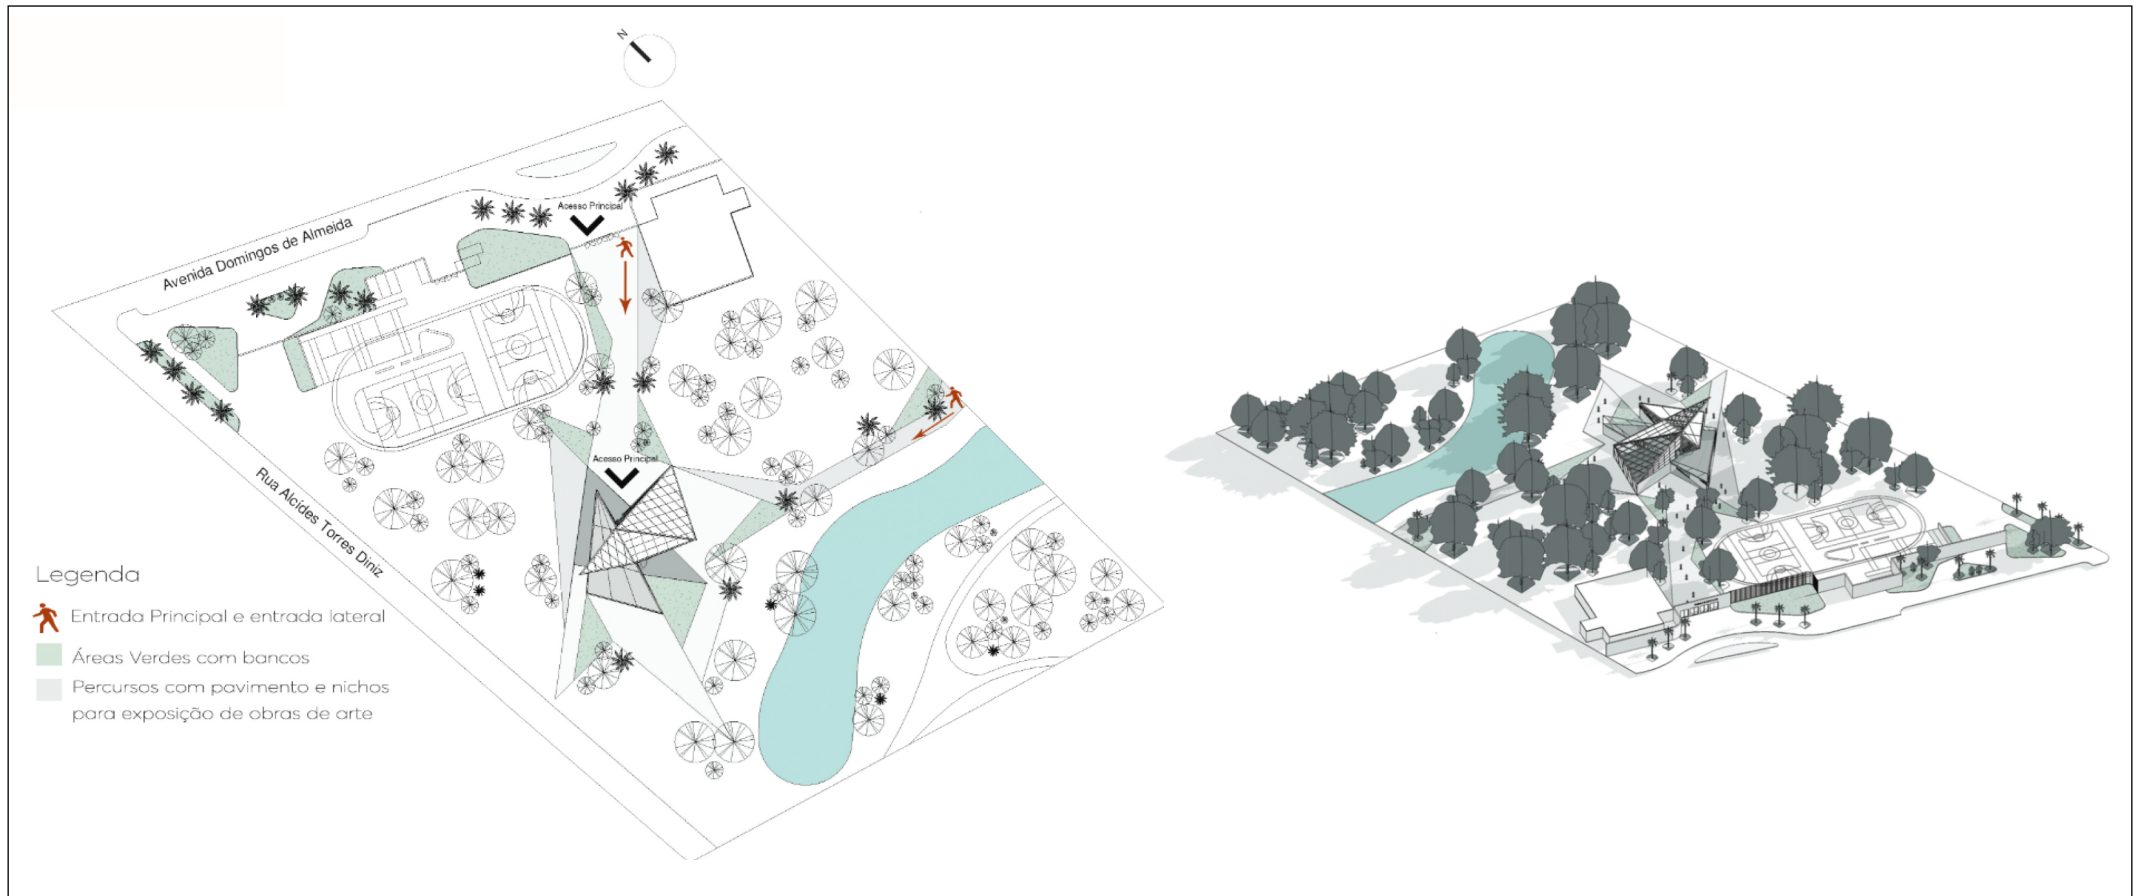 N
Acesso Principal
Avenida Domingos de Almeida
Acesso Principal
Rua Alcídes Torres Diniz
Legenda
Entrada Principal e entrada lateral
Áreas Verdes com bancos
Percursos com pavimento e nichos
para exposição de obras de arte